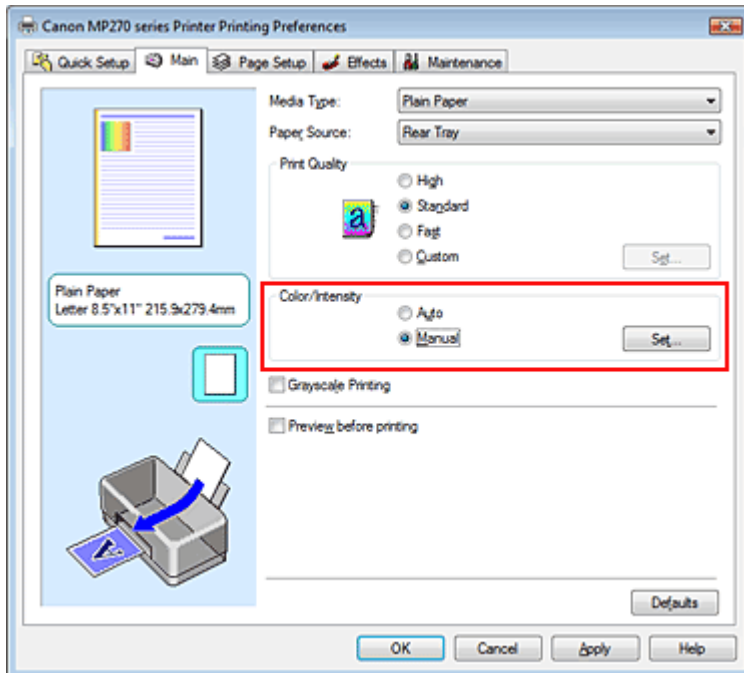 Canon MP270 series Printer Printing Preferences
Quick Setup Main Page Setup Effects Maintenance
Media Type: Plain Paper
Paper Source: Rear Tray
Print Quality
High
Standard
Fast
Custom Set...
Plain Paper
Letter 8.5"x11" 215.9x279.4mm
Color/Intensity
Auto
Manual Set...
Grayscale Printing
Preview before printing
Defaults
OK Cancel Apply Help